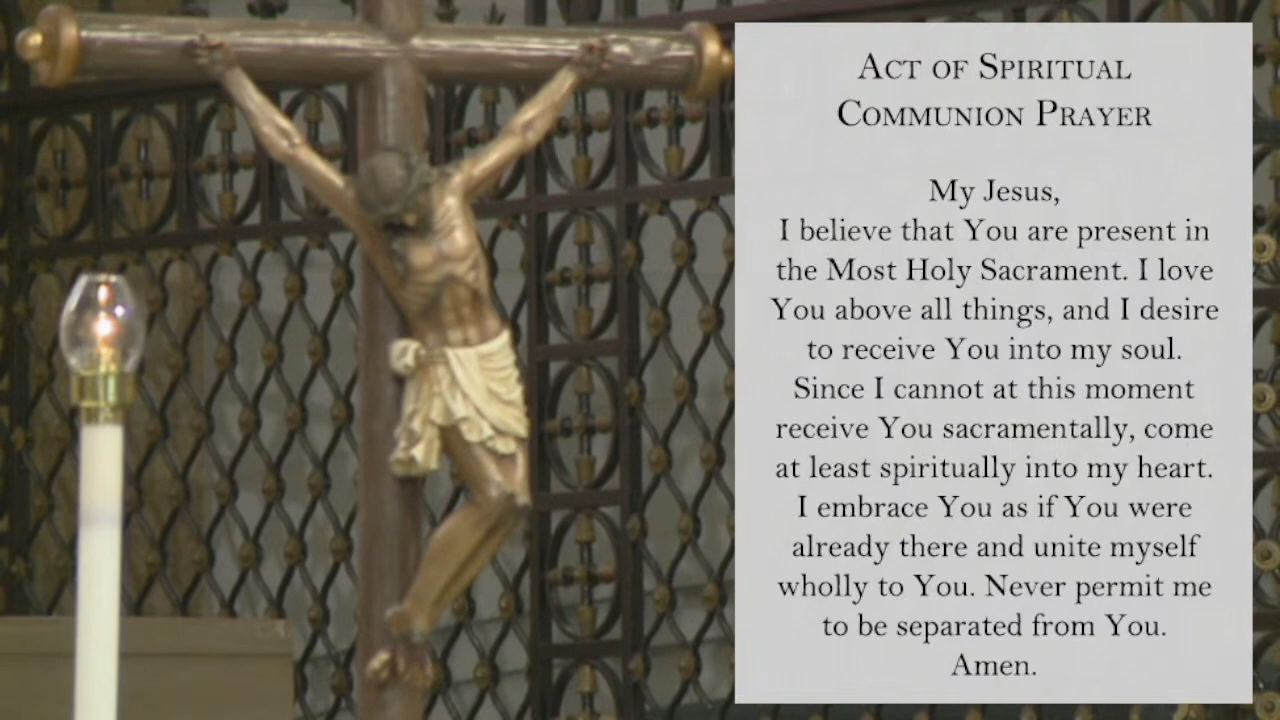 Act of Spiritual
Communion Prayer
My Jesus,
I believe that You are present in
the Most Holy Sacrament. I love
You above all things, and I desire
to receive You into my soul.
Since I cannot at this moment
receive You sacramentally, come
at least spiritually into my heart.
I embrace You as if You were
already there and unite myself
wholly to You. Never permit me
to be separated from You.
Amen.